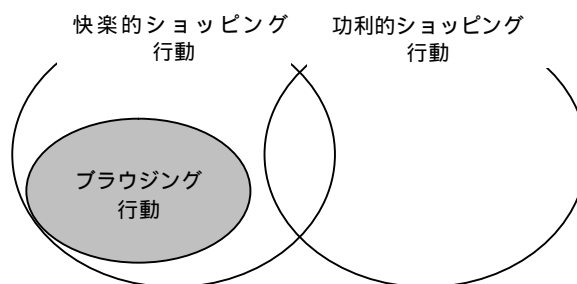 快楽的ショッピング
行動
功利的ショッピング
行動
ブラウジング
行動